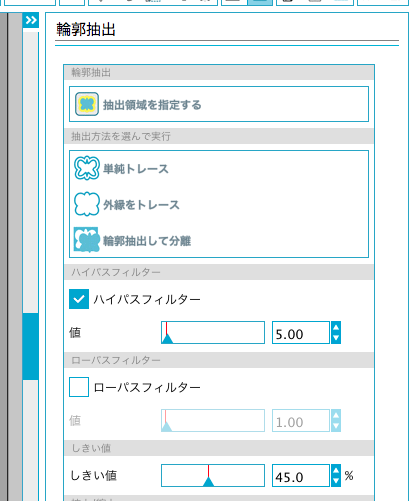 輪郭抽出
輪郭抽出
抽出領域を指定する
抽出方法を選んで実行
単純トレース
外縁をトレース
輪郭抽出して分離
ハイパスフィルター
ハイパスフィルター
値 5.00
ローパスフィルター
ローパスフィルター
値 1.00
しきい値
しきい値 45.0 %